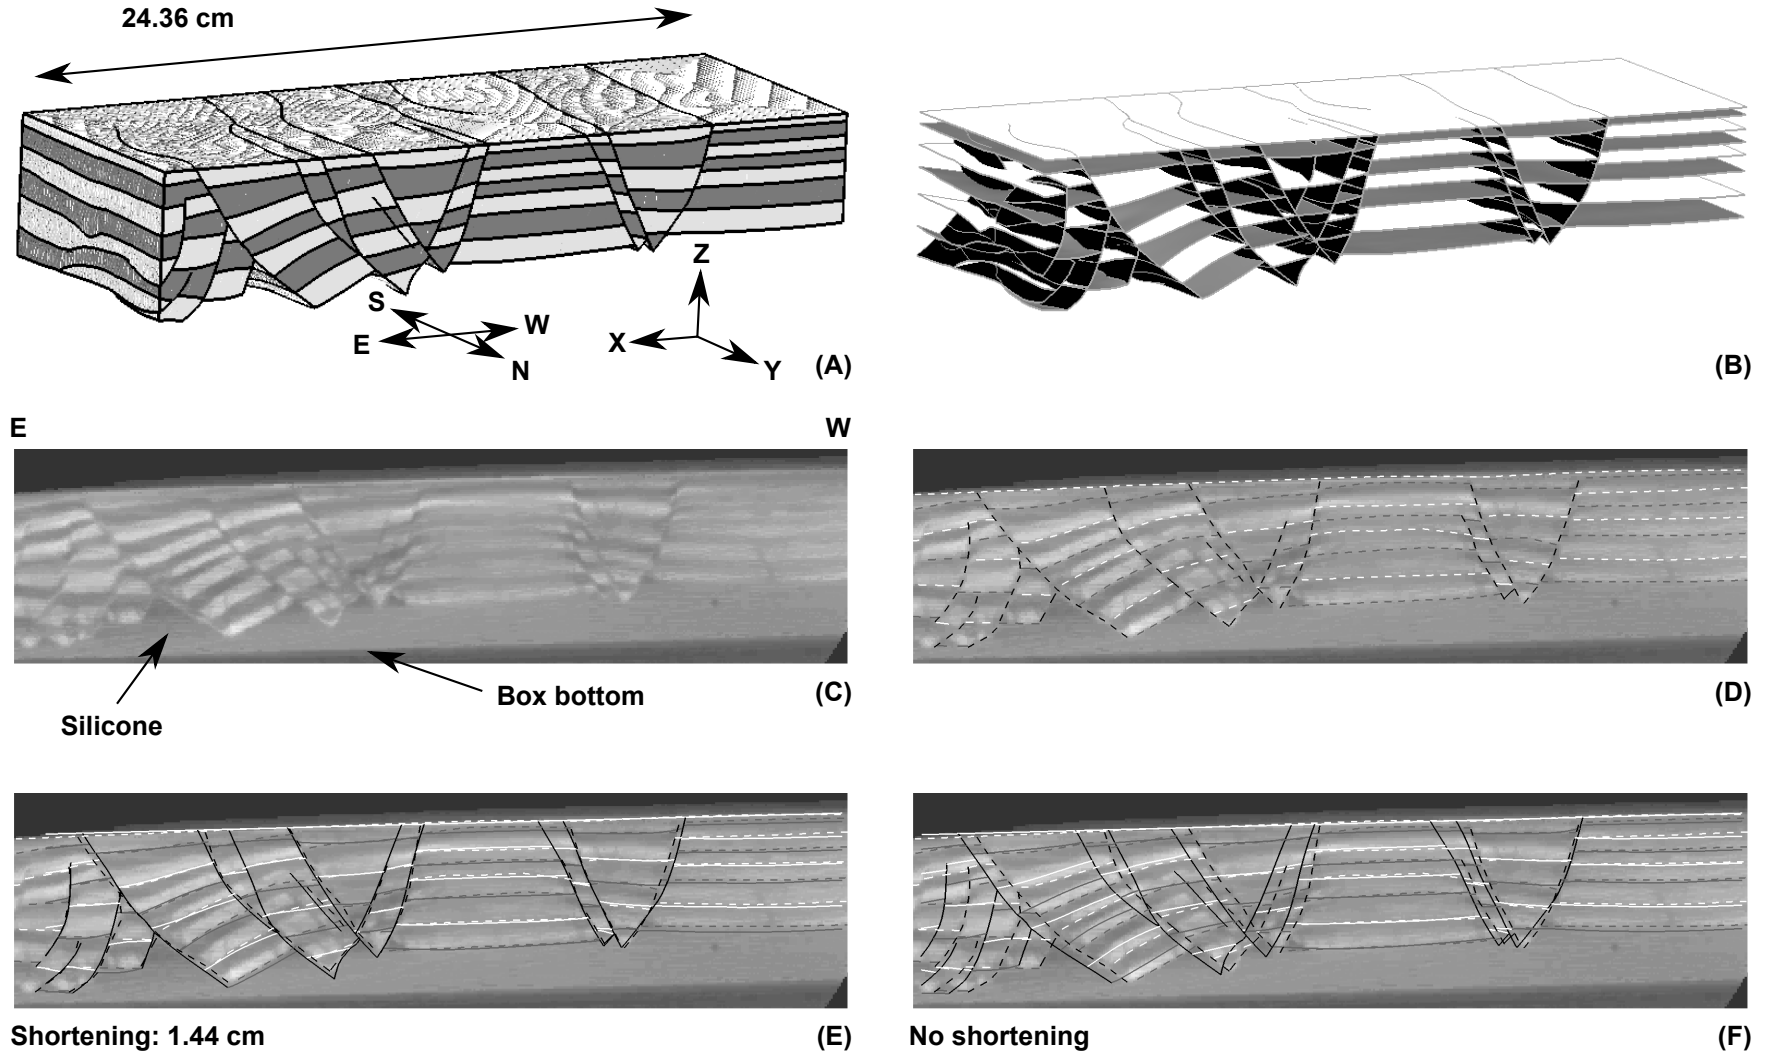 24.36 cm
Z
S
W
E
X
N
Y
(A)
(B)
E
W
Silicone
Box bottom
(C)
(D)
Shortening: 1.44 cm
(E)
No shortening
(F)